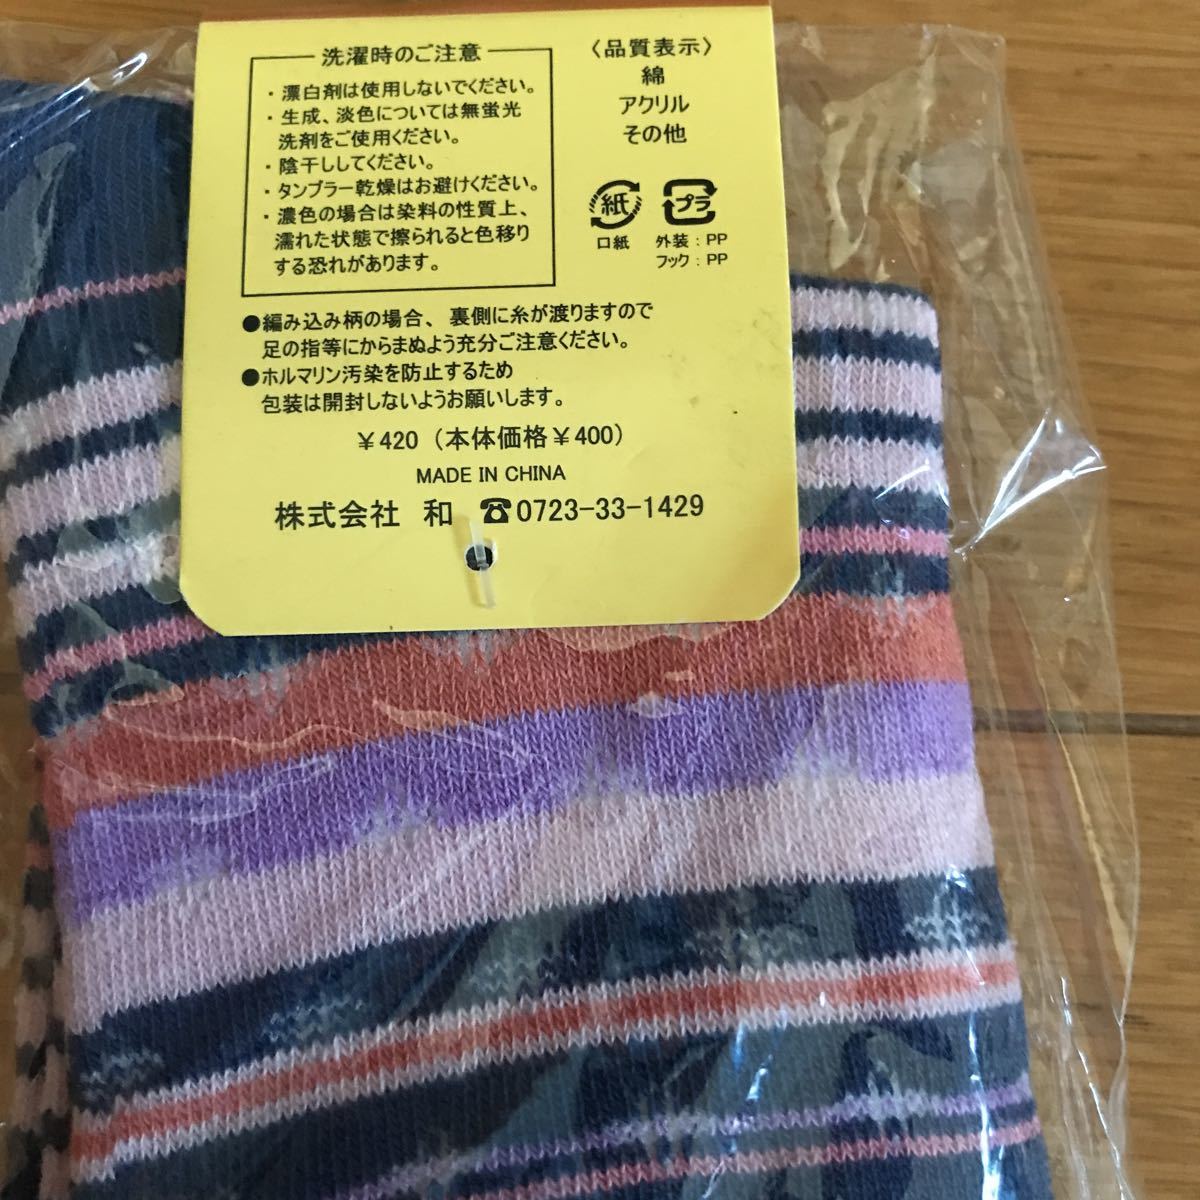 洗濯時のご注意
・漂白剤は使用しないでください。
・生成、淡色については無蛍光
洗剤をご使用ください。
・陰干ししてください。
・タンブラー乾燥はお避けください。
・濃色の場合は染料の性質上、
濡れた状態で擦られると色移り
する恐れがあります。
〈品質表示〉
綿
アクリル
その他
紙
プラ
口紙
外装：PP
フック：PP
●編み込み柄の場合、裏側に糸が渡りますので
足の指等にからまぬよう充分ご注意ください。
●ホルマリン汚染を防止するため
包装は開封しないようお願いします。
￥420（本体価格￥400）
MADE IN CHINA
株式会社 和 ☎0723-33-1429